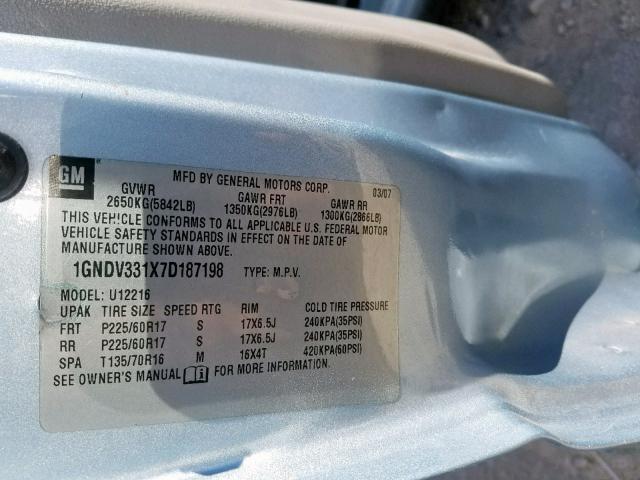 GM
MFD BY GENERAL MOTORS CORP. 03/07
GVWR GAWR FRT GAWR RR
2650KG(5842LB) 1350KG(2976LB) 1300KG(2866LB)
THIS VEHICLE CONFORMS TO ALL APPLICABLE U.S. FEDERAL MOTOR
VEHICLE SAFETY STANDARDS IN EFFECT ON THE DATE OF
MANUFACTURE SHOWN ABOVE.
1GNDV331X7D187198 TYPE: M.P.V.
MODEL: U12216
UPAK TIRE SIZE SPEED RTG RIM COLD TIRE PRESSURE
FRT P225/60R17 S 17X6.5J 240KPA(35PSI)
RR P225/60R17 S 17X6.5J 240KPA(35PSI)
SPA T135/70R16 M 16X4T 420KPA(60PSI)
SEE OWNER'S MANUAL FOR MORE INFORMATION.